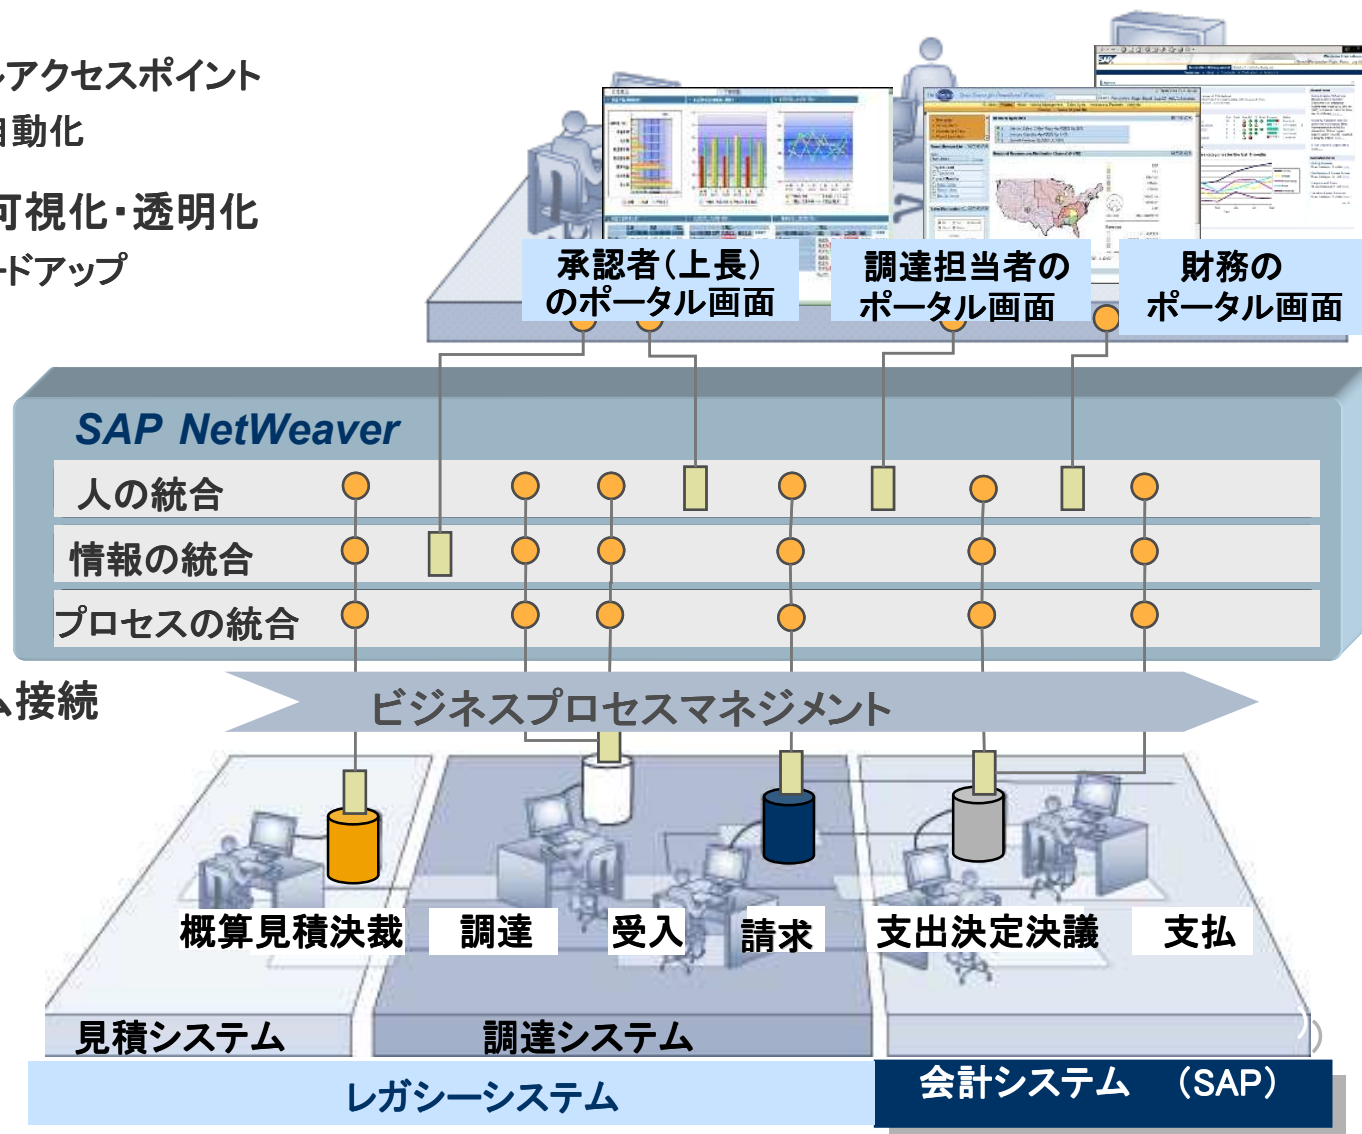 ルアクセスポイント
自動化
可視化・透明化
ードアップ
承認者(上長)
のポータル画面
調達担当者の
ポータル画面
財務の
ポータル画面
SAP NetWeaver
人の統合
情報の統合
プロセスの統合
ム接続
ビジネスプロセスマネジメント
概算見積決裁
調達
受入
請求
支出決定決議
支払
見積システム
調達システム
レガシーシステム
会計システム (SAP)